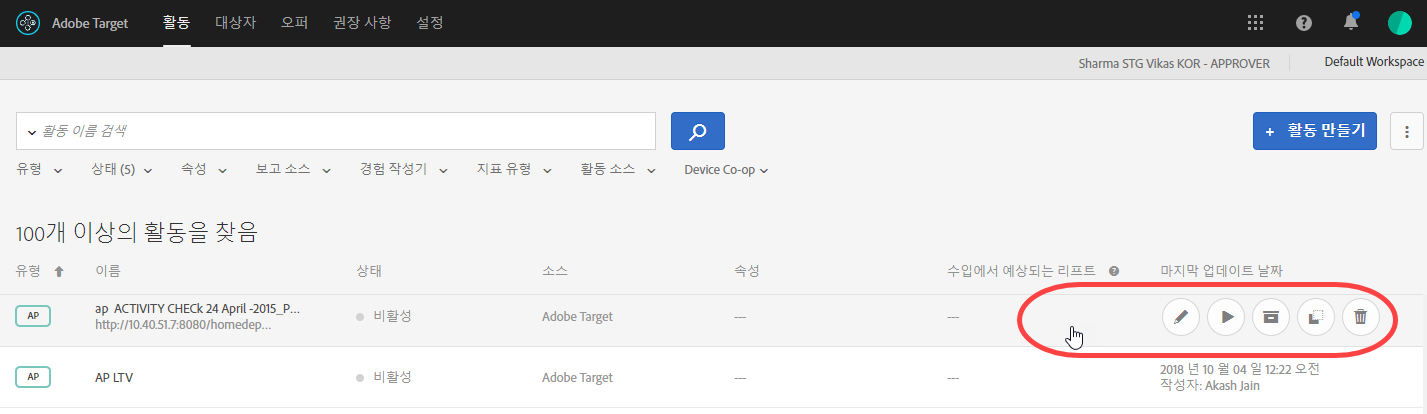 Adobe Target 활동 대상자 오퍼 권장 사항 설정
Sharma STG Vikas KOR - APPROVER Default Workspace
활동 이름 검색
+ 활동 만들기
유형 상태 (5) 속성 보고 소스 경험 작성기 지표 유형 활동 소스 Device Co-op
100개 이상의 활동을 찾음
유형 이름 상태 소스 속성 수입에서 예상되는 리프트 마지막 업데이트 날짜
AP ap ACTIVITY CHECk 24 April -2015_P... 비활성 Adobe Target --- ---
http://10.40.51.7:8080/homedep...
AP AP LTV 비활성 Adobe Target --- --- 2018 년 10 월 04 일 12:22 오전
작성자: Akash Jain